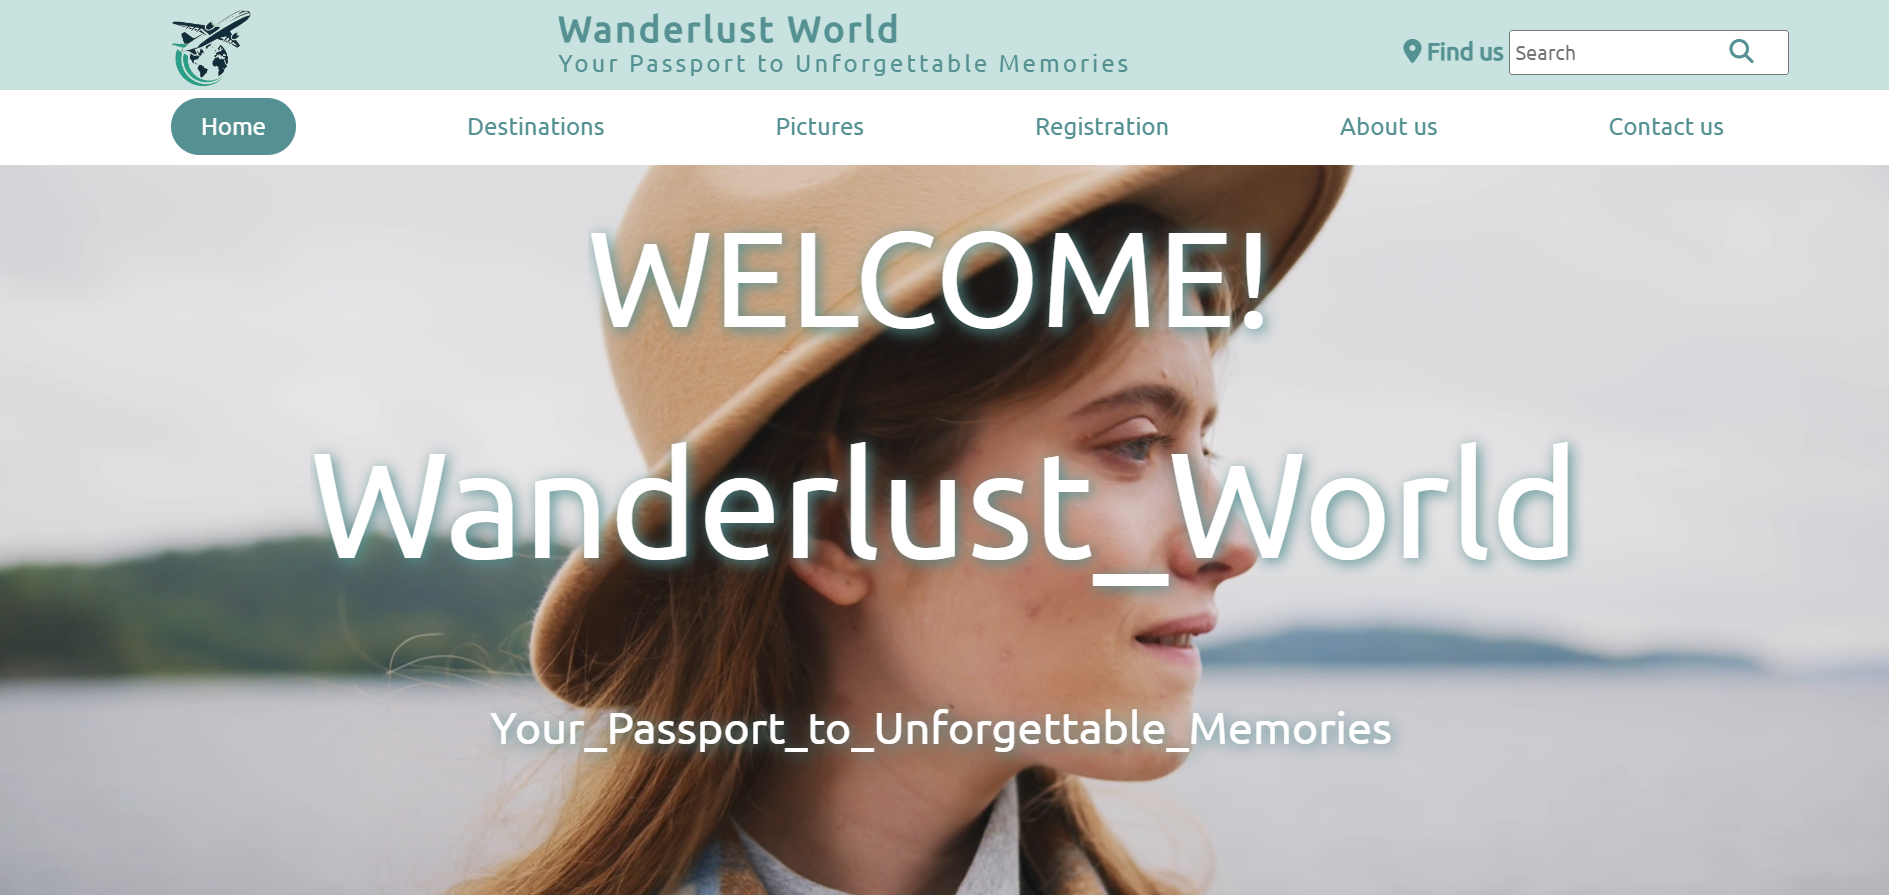 Wanderlust World
Your Passport to Unforgettable Memories
Find us
Search
Home
Destinations
Pictures
Registration
About us
Contact us
WELCOME!
Wanderlust_World
Your_Passport_to_Unforgettable_Memories